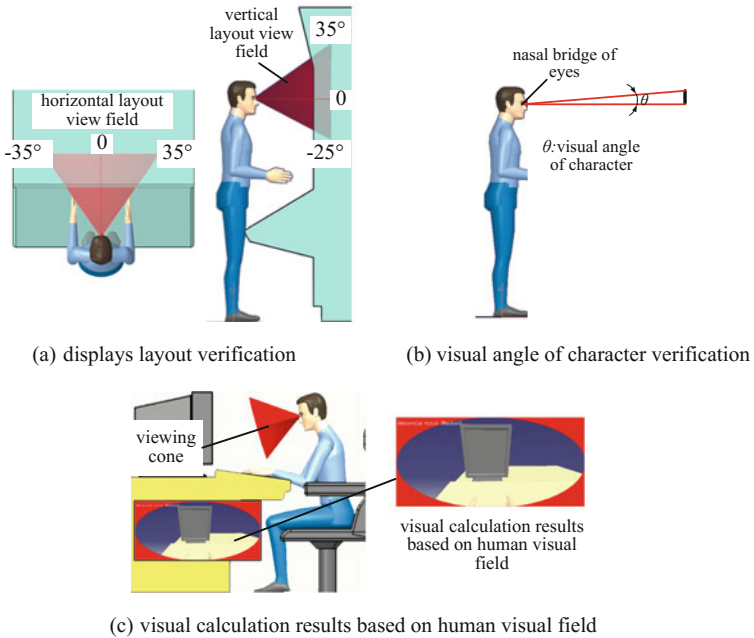 vertical
layout view
field
35°
0
-25°
horizontal layout
view field
0
-35°
35°
nasal bridge of
eyes
θ
θ:visual angle
of character
(a) displays layout verification
(b) visual angle of character verification
viewing
cone
visual calculation results
based on human visual
field
(c) visual calculation results based on human visual field